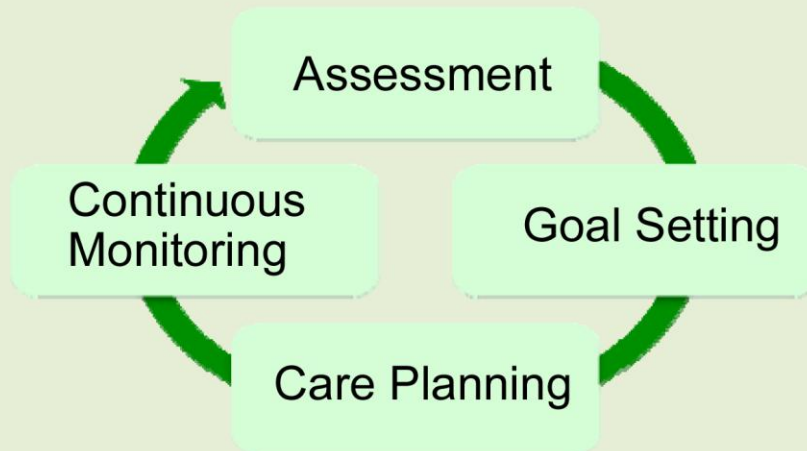 Assessment
Goal Setting
Care Planning
Continuous
Monitoring